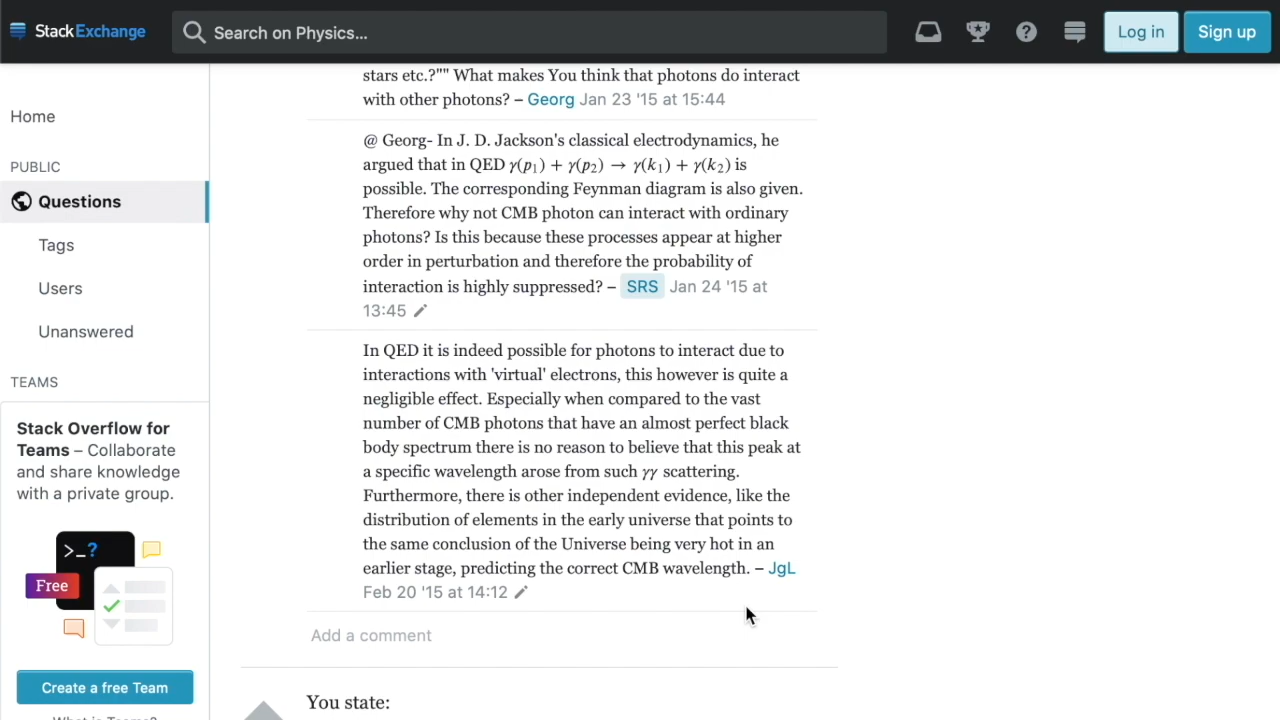 StackExchange
Search on Physics...
Log in
Sign up
Home
PUBLIC
Questions
Tags
Users
Unanswered
TEAMS
Stack Overflow for
Teams – Collaborate
and share knowledge
with a private group.
>_?
Free
Create a free Team
What is Teams?
stars etc.?"" What makes You think that photons do interact
with other photons? – Georg Jan 23 '15 at 15:44
@ Georg- In J. D. Jackson's classical electrodynamics, he
argued that in QED γ(p₁) + γ(p₂) → γ(k₁) + γ(k₂) is
possible. The corresponding Feynman diagram is also given.
Therefore why not CMB photon can interact with ordinary
photons? Is this because these processes appear at higher
order in perturbation and therefore the probability of
interaction is highly suppressed? – SRS Jan 24 '15 at
13:45
In QED it is indeed possible for photons to interact due to
interactions with 'virtual' electrons, this however is quite a
negligible effect. Especially when compared to the vast
number of CMB photons that have an almost perfect black
body spectrum there is no reason to believe that this peak at
a specific wavelength arose from such γγ scattering.
Furthermore, there is other independent evidence, like the
distribution of elements in the early universe that points to
the same conclusion of the Universe being very hot in an
earlier stage, predicting the correct CMB wavelength. – JgL
Feb 20 '15 at 14:12
Add a comment
You state: